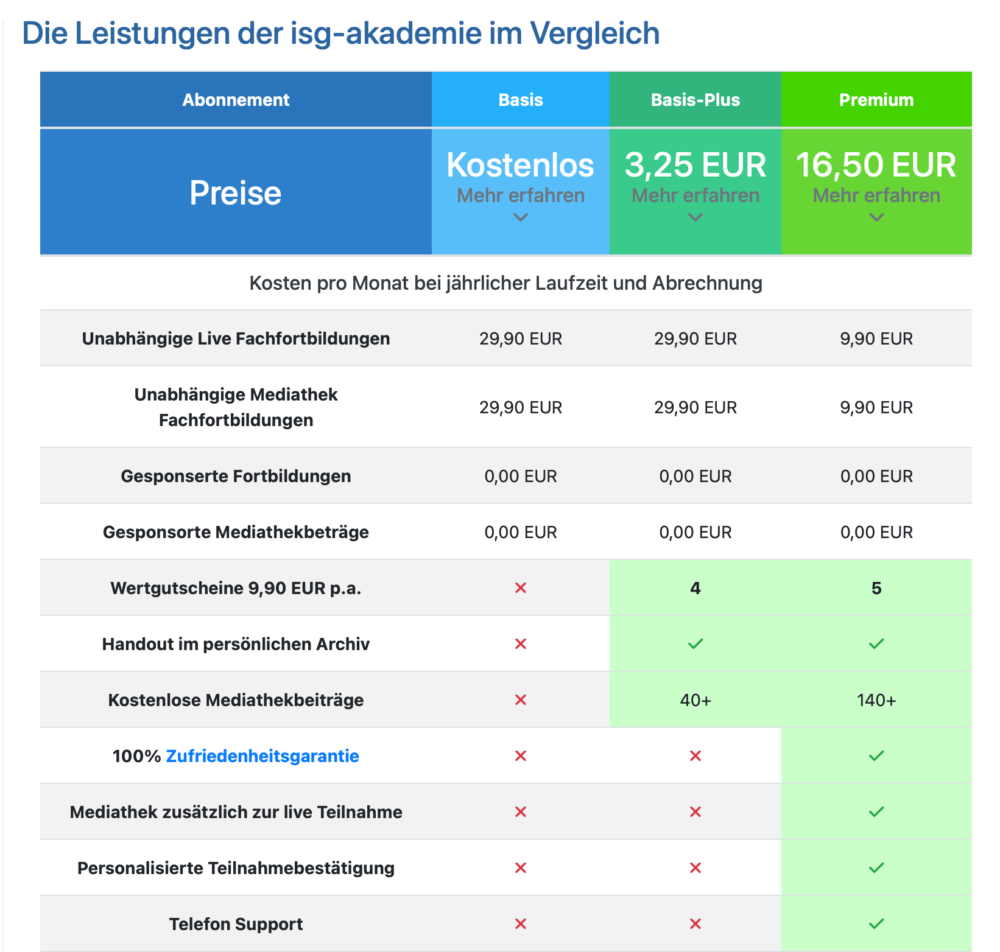 Die Leistungen der isg-akademie im Vergleich
Abonnement Basis Basis-Plus Premium
Preise Kostenlos 3,25 EUR 16,50 EUR
Mehr erfahren Mehr erfahren Mehr erfahren
Kosten pro Monat bei jährlicher Laufzeit und Abrechnung
Unabhängige Live Fachfortbildungen 29,90 EUR 29,90 EUR 9,90 EUR
Unabhängige Mediathek
Fachfortbildungen 29,90 EUR 29,90 EUR 9,90 EUR
Gesponserte Fortbildungen 0,00 EUR 0,00 EUR 0,00 EUR
Gesponsorte Mediathekbeträge 0,00 EUR 0,00 EUR 0,00 EUR
Wertgutscheine 9,90 EUR p.a. 4 5
Handout im persönlichen Archiv
Kostenlose Mediathekbeiträge 40+ 140+
100% Zufriedenheitsgarantie
Mediathek zusätzlich zur live Teilnahme
Personalisierte Teilnahmebestätigung
Telefon Support